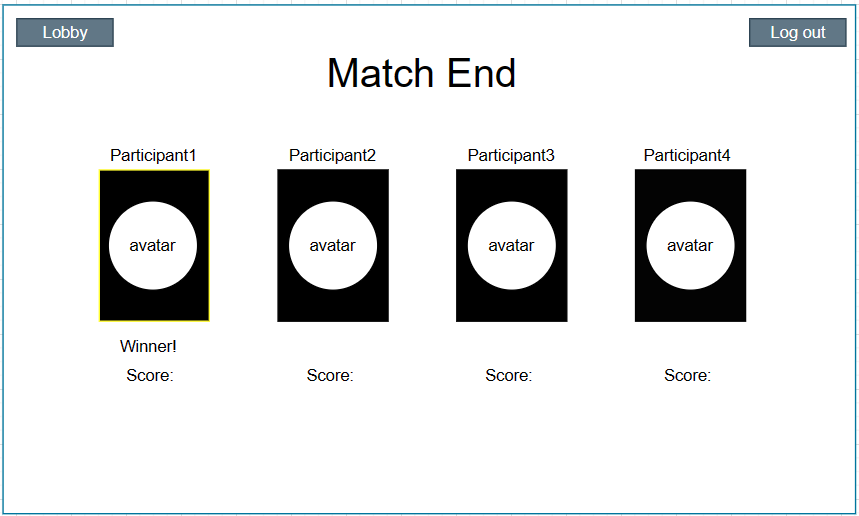 Lobby
Log out
Match End
Participant1
Participant2
Participant3
Participant4
avatar
avatar
avatar
avatar
Winner!
Score:
Score:
Score:
Score: